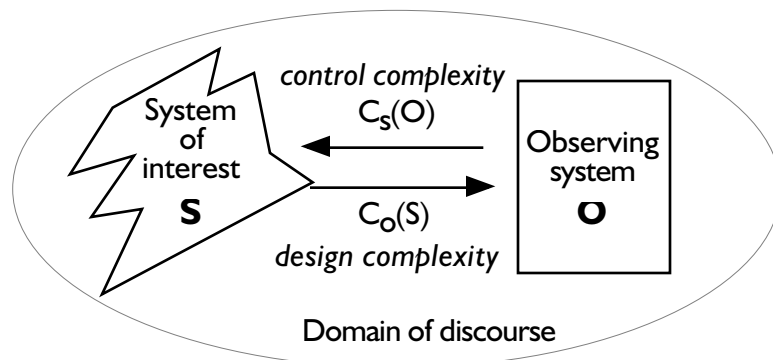 System
of
interest
S
control complexity
Cₛ(O)
Cₒ(S)
design complexity
Observing
system
O
Domain of discourse